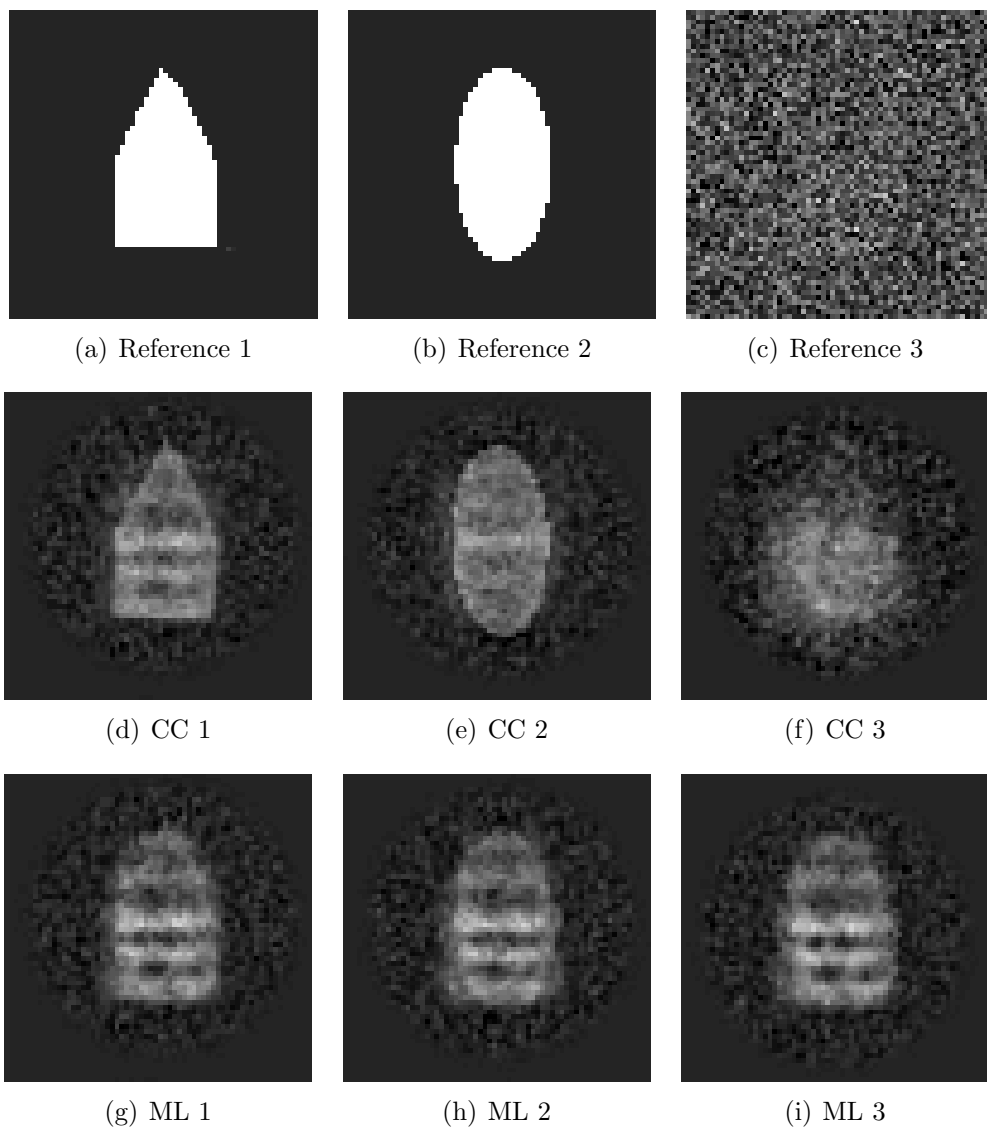 (a) Reference 1
(b) Reference 2
(c) Reference 3
(d) CC 1
(e) CC 2
(f) CC 3
(g) ML 1
(h) ML 2
(i) ML 3